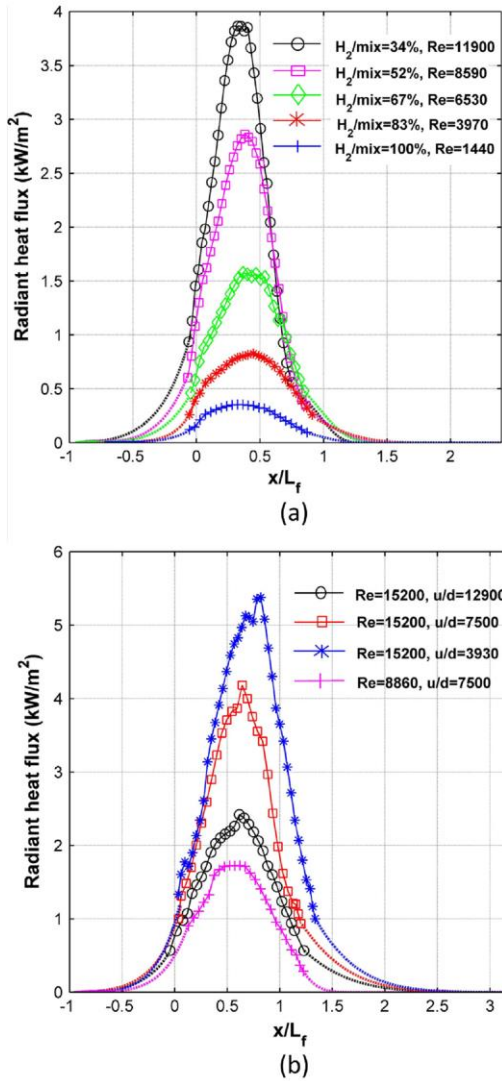 4
3.5
3
2.5
2
1.5
1
0.5
0
Radiant heat flux (kW/m²)
H₂/mix=34%, Re=11900
H₂/mix=52%, Re=8590
H₂/mix=67%, Re=6530
H₂/mix=83%, Re=3970
H₂/mix=100%, Re=1440
-1 -0.5 0 0.5 1 1.5 2
x/L_f
(a)
6
5
4
3
2
1
0
Radiant heat flux (kW/m²)
Re=15200, u/d=12900
Re=15200, u/d=7500
Re=15200, u/d=3930
Re=8860, u/d=7500
-1 -0.5 0 0.5 1 1.5 2 2.5 3
x/L_f
(b)